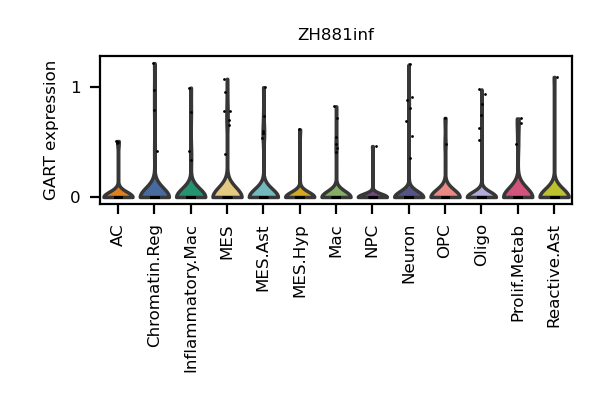 ZH881inf
GART expression
1
0
AC
Chromatin.Reg
Inflammatory.Mac
MES
MES.Ast
MES.Hyp
Mac
NPC
Neuron
OPC
Oligo
Prolif.Metab
Reactive.Ast